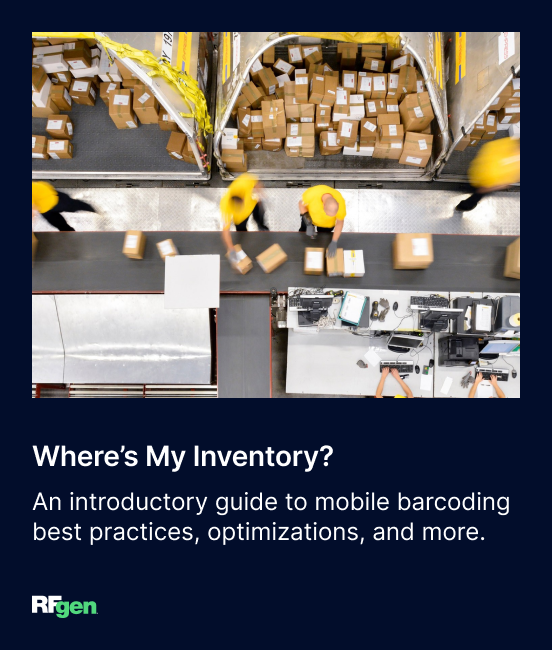 Where's My Inventory?
An introductory guide to mobile barcoding
best practices, optimizations, and more.
RFgen